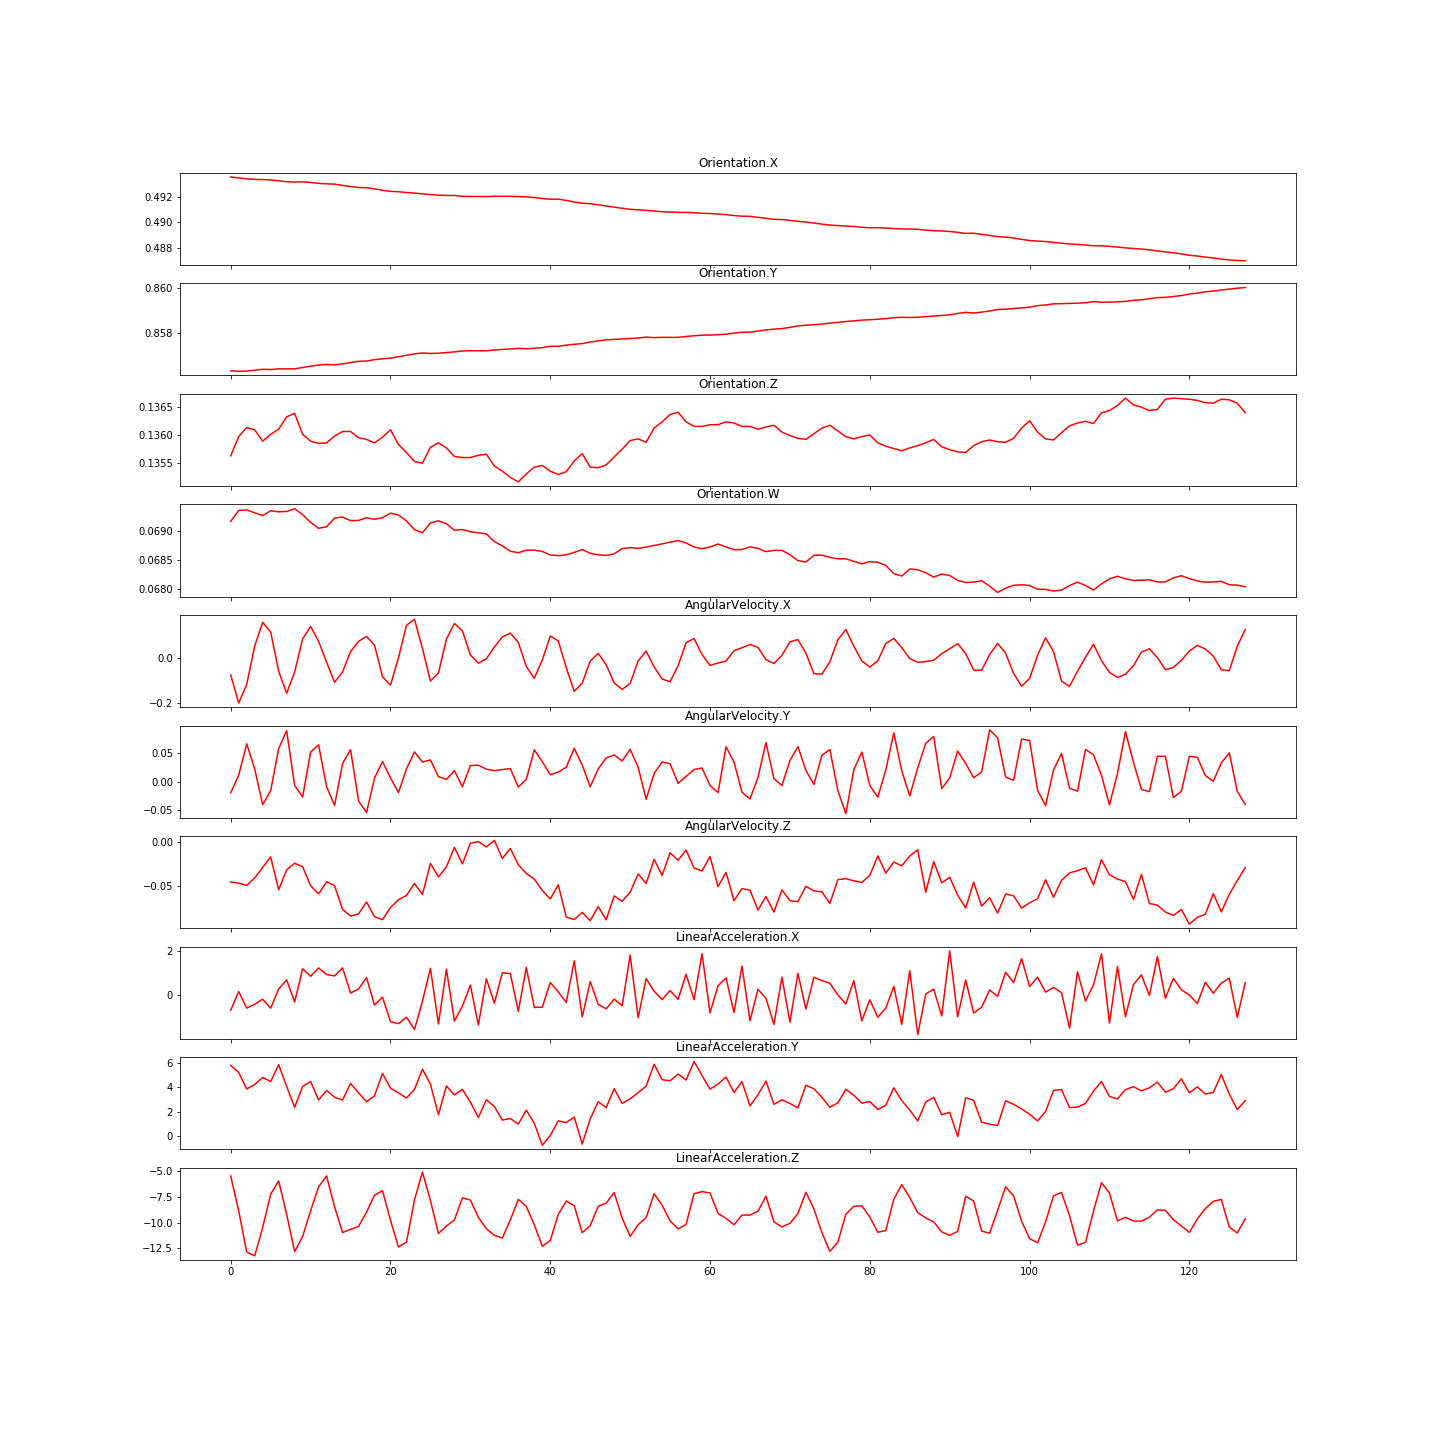 Orientation.X
0.492
0.490
0.488
Orientation.Y
0.860
0.858
Orientation.Z
0.1365
0.1360
0.1355
Orientation.W
0.0690
0.0685
0.0680
AngularVelocity.X
0.0
−0.2
AngularVelocity.Y
0.05
0.00
−0.05
AngularVelocity.Z
0.00
−0.05
LinearAcceleration.X
2
0
LinearAcceleration.Y
6
4
2
0
LinearAcceleration.Z
−5.0
−7.5
−10.0
−12.5
0 20 40 60 80 100 120